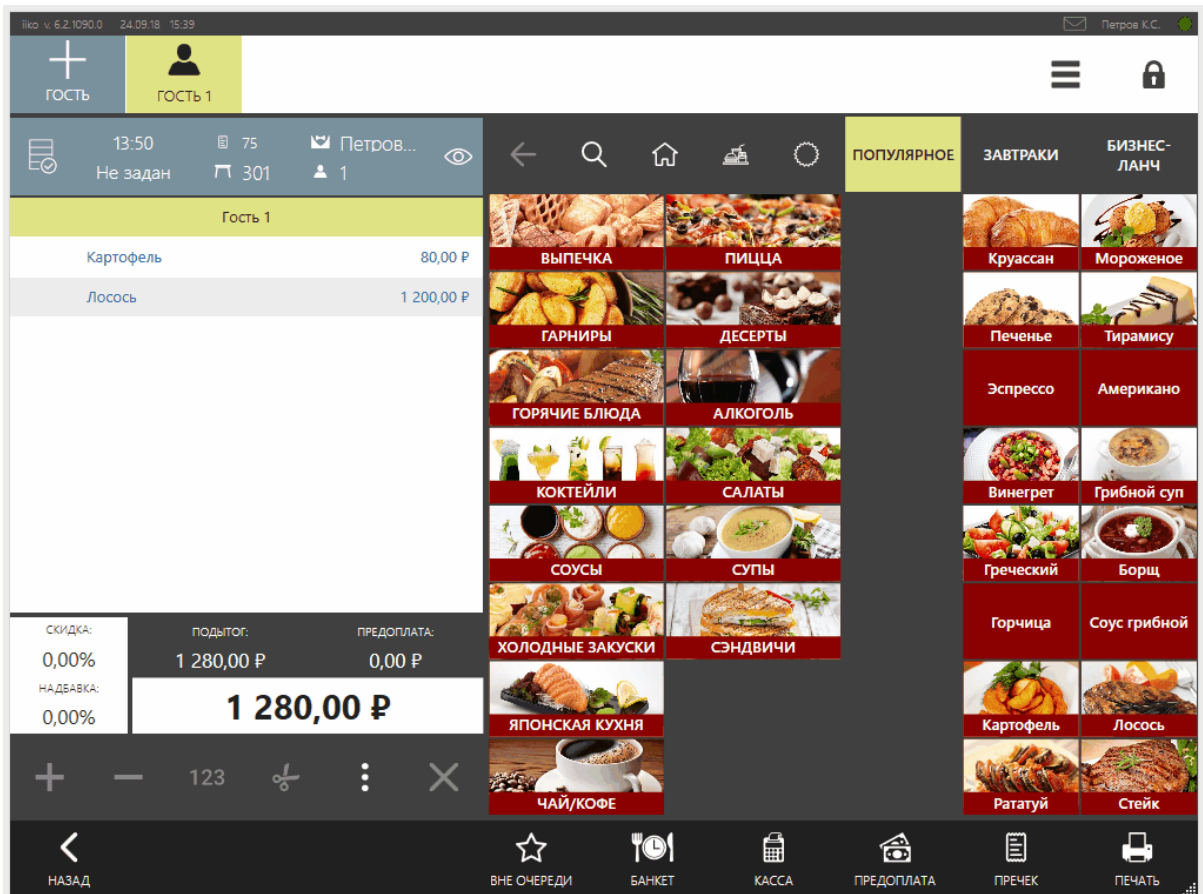 iiko v. 6.2.1090.0 24.09.18 15:39 Петров К.С.
ГОСТЬ ГОСТЬ 1
13:50 75 Петров...
Не задан 301 1
Гость 1
Картофель 80,00 ₽
Лосось 1 200,00 ₽
СКИДКА: ПОДЫТОГ: ПРЕДОПЛАТА:
0,00% 1 280,00 ₽ 0,00 ₽
НАДБАВКА:
0,00% 1 280,00 ₽
123
ПОПУЛЯРНОЕ ЗАВТРАКИ БИЗНЕС-
ЛАНЧ
ВЫПЕЧКА ПИЦЦА Круассан Мороженое
ГАРНИРЫ ДЕСЕРТЫ Печенье Тирамису
Эспрессо Американо
ГОРЯЧИЕ БЛЮДА АЛКОГОЛЬ
КОКТЕЙЛИ САЛАТЫ Винегрет Грибной суп
СОУСЫ СУПЫ Греческий Борщ
Горчица Соус грибной
ХОЛОДНЫЕ ЗАКУСКИ СЭНДВИЧИ
ЯПОНСКАЯ КУХНЯ Картофель Лосось
ЧАЙ/КОФЕ Рататуй Стейк
НАЗАД ВНЕ ОЧЕРЕДИ БАНКЕТ КАССА ПРЕДОПЛАТА ПРЕЧЕК ПЕЧАТЬ